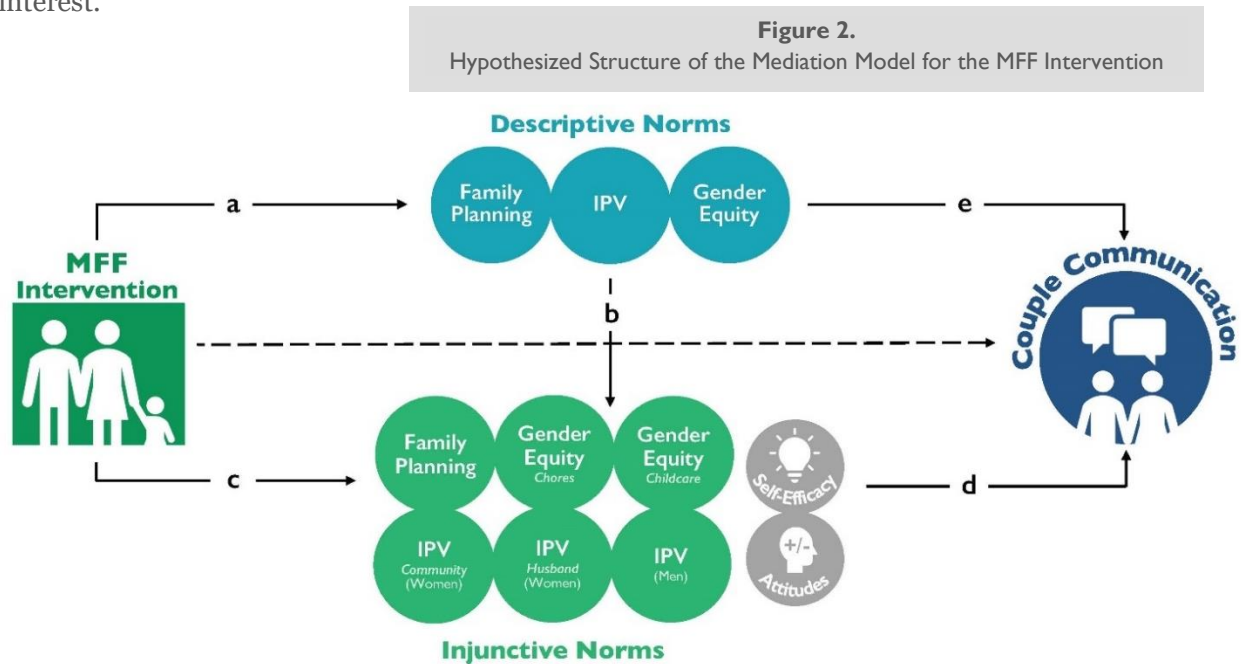 interest.
Figure 2.
Hypothesized Structure of the Mediation Model for the MFF Intervention
Descriptive Norms
Family
Planning
IPV
Gender
Equity
a
e
MFF
Intervention
b
Couple Communication
Family
Planning
Gender
Equity
Chores
Gender
Equity
Childcare
Self-Efficacy
c
d
IPV
Community
(Women)
IPV
Husband
(Women)
IPV
(Men)
+/-
Attitudes
Injunctive Norms